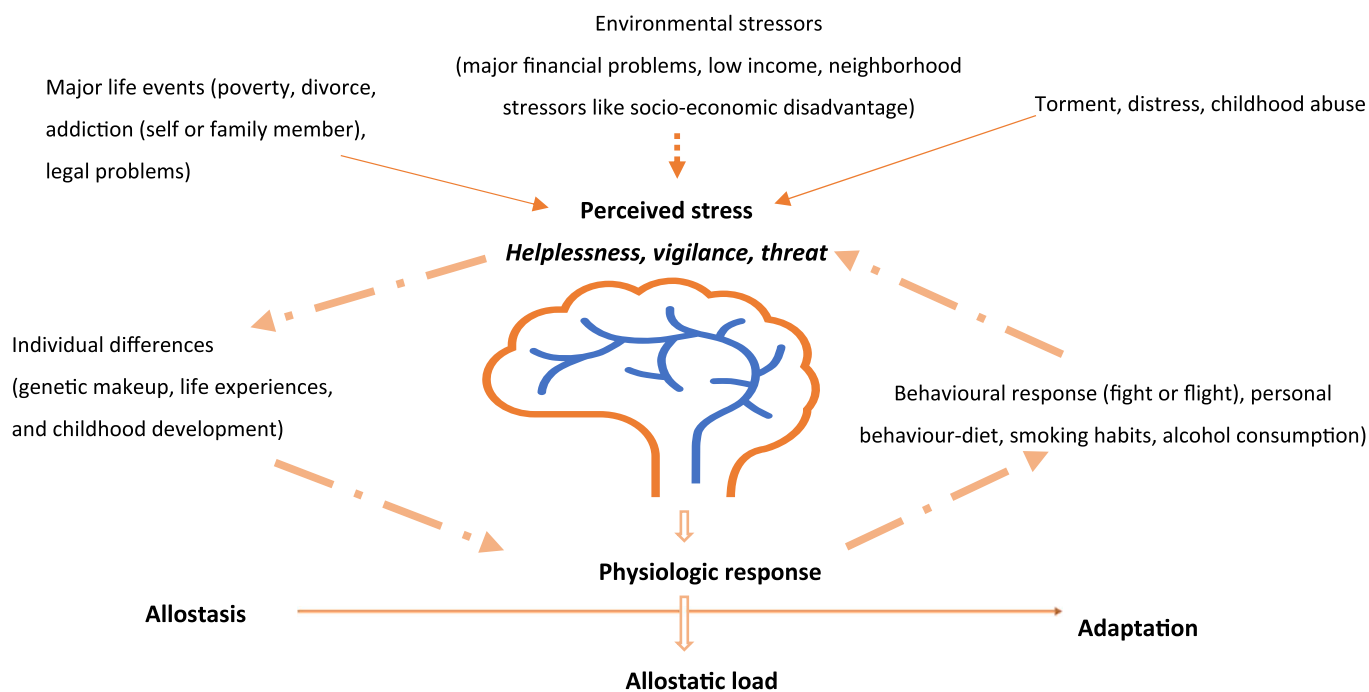 Environmental stressors
(major financial problems, low income, neighborhood
stressors like socio-economic disadvantage)
Major life events (poverty, divorce,
addiction (self or family member),
legal problems)
Torment, distress, childhood abuse
Perceived stress
Helplessness, vigilance, threat
Individual differences
(genetic makeup, life experiences,
and childhood development)
Behavioural response (fight or flight), personal
behaviour-diet, smoking habits, alcohol consumption)
Physiologic response
Allostasis
Adaptation
Allostatic load